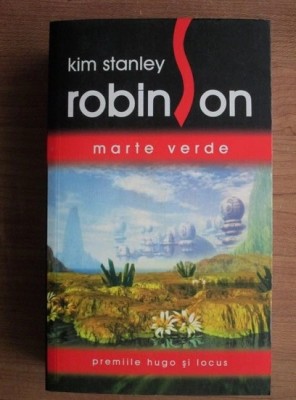 kim stanley
robinson
marte verde
premiile hugo și locus